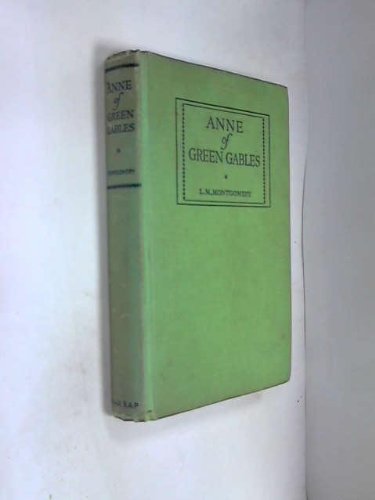 ANNE
of
GREEN
GABLES
MONTGOMERY
ANNE
of
GREEN GABLES
L.M.MONTGOMERY